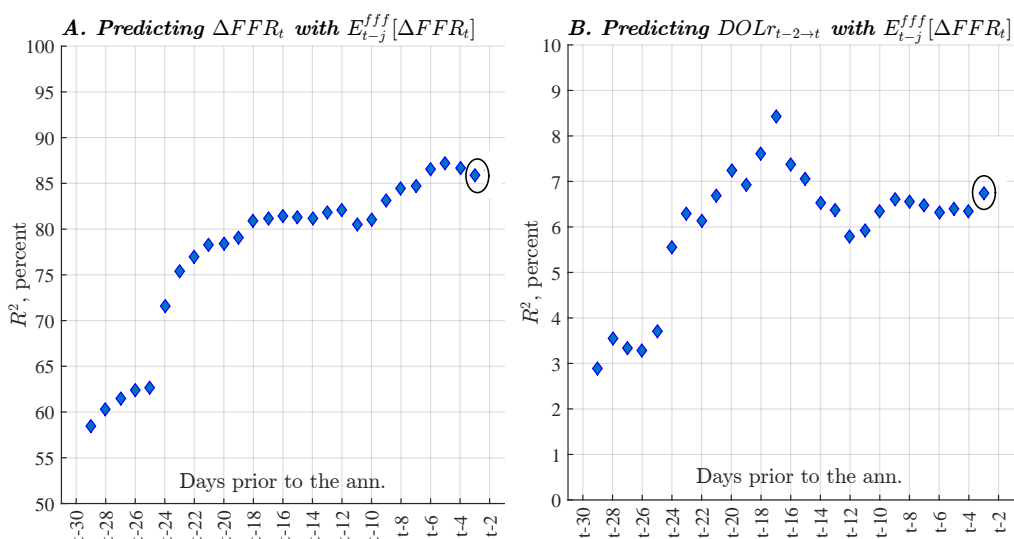 A. Predicting ΔFFR_t with E^{fff}_{t−j}[ΔFFR_t]
100
95
90
85
80
75
70
65
60
55
50
R², percent
Days prior to the ann.
t-30
t-28
t-26
t-24
t-22
t-20
t-18
t-16
t-14
t-12
t-10
t-8
t-6
t-4
t-2
B. Predicting DOLr_{t−2→t} with E^{fff}_{t−j}[ΔFFR_t]
10
9
8
7
6
5
4
3
2
1
0
R², percent
Days prior to the ann.
t-30
t-28
t-26
t-24
t-22
t-20
t-18
t-16
t-14
t-12
t-10
t-8
t-6
t-4
t-2